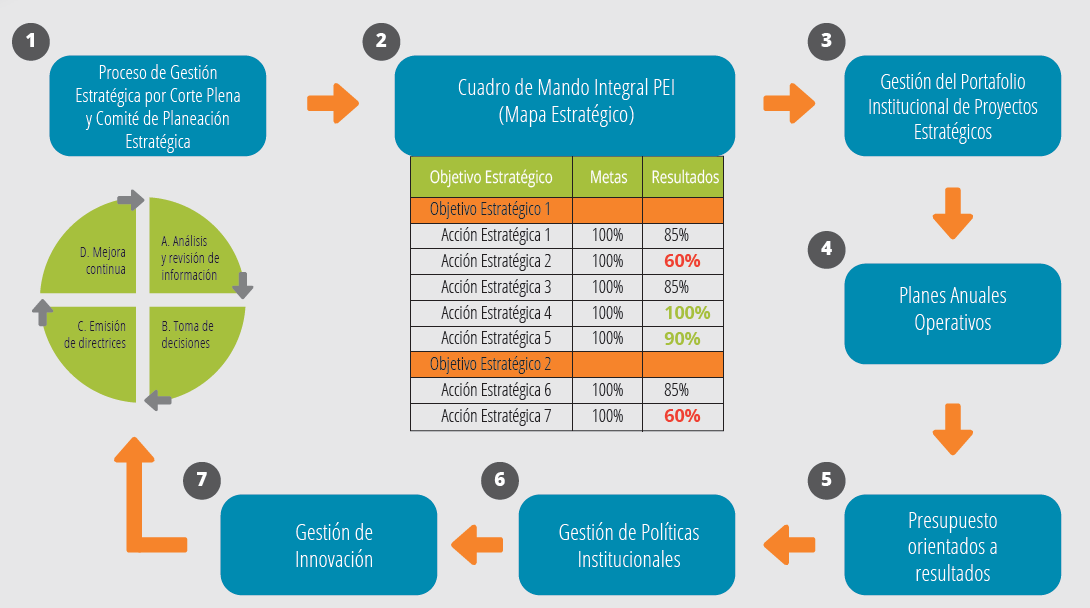 1
Proceso de Gestión
Estratégica por Corte Plena
y Comité de Planeación
Estratégica
2
Cuadro de Mando Integral PEI
(Mapa Estratégico)
3
Gestión del Portafolio
Institucional de Proyectos
Estratégicos
Objetivo Estratégico Metas Resultados
Objetivo Estratégico 1
Acción Estratégica 1 100% 85%
Acción Estratégica 2 100% 60%
Acción Estratégica 3 100% 85%
Acción Estratégica 4 100% 100%
Acción Estratégica 5 100% 90%
Objetivo Estratégico 2
Acción Estratégica 6 100% 85%
Acción Estratégica 7 100% 60%
A. Análisis
y revisión de
información
B. Toma de
decisiones
C. Emisión
de directrices
D. Mejora
continua
4
Planes Anuales
Operativos
5
Presupuesto
orientados a
resultados
6
Gestión de Políticas
Institucionales
7
Gestión de
Innovación